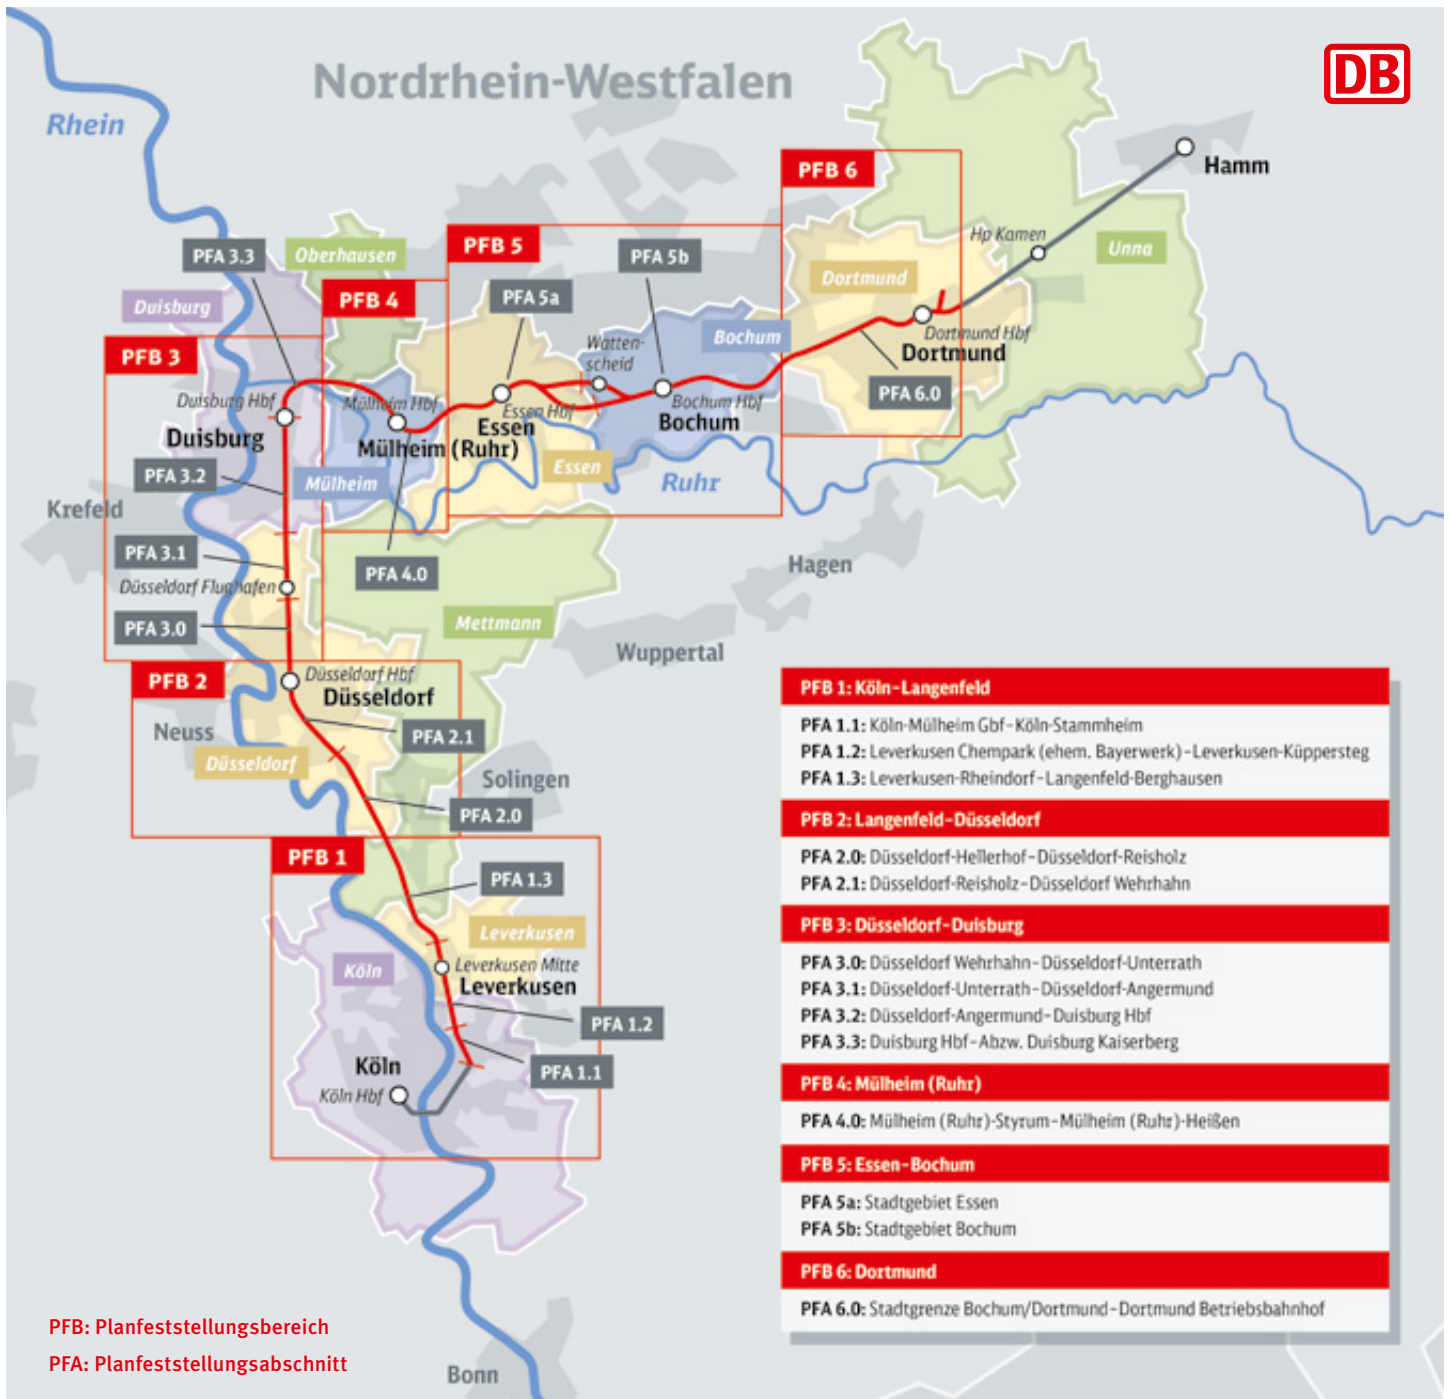 Nordrhein-Westfalen
DB
Rhein
Hamm
PFB 6
Hp Kamen
Unna
PFA 3.3
Oberhausen
PFB 5
PFA 5b
Dortmund
Duisburg
PFB 4
PFA 5a
Bochum
Watten-
scheid
Dortmund Hbf
Dortmund
PFB 3
PFA 6.0
Duisburg Hbf
Duisburg
Mülheim Hbf
Mülheim (Ruhr)
Essen Hbf
Essen
Bochum Hbf
Bochum
PFA 3.2
Mülheim
Essen
Ruhr
Krefeld
PFA 3.1
PFA 4.0
Hagen
Düsseldorf Flughafen
PFA 3.0
Mettmann
Wuppertal
PFB 2
Düsseldorf Hbf
Düsseldorf
Neuss
PFA 2.1
Düsseldorf
Solingen
PFA 2.0
PFB 1
PFA 1.3
Leverkusen
Köln
Leverkusen Mitte
Leverkusen
PFA 1.2
Köln
PFA 1.1
Köln Hbf
Bonn
PFB 1: Köln–Langenfeld
PFA 1.1: Köln-Mülheim Gbf–Köln-Stammheim
PFA 1.2: Leverkusen Chempark (ehem. Bayerwerk)–Leverkusen-Küppersteg
PFA 1.3: Leverkusen-Rheindorf–Langenfeld-Berghausen
PFB 2: Langenfeld–Düsseldorf
PFA 2.0: Düsseldorf-Hellerhof–Düsseldorf-Reisholz
PFA 2.1: Düsseldorf-Reisholz–Düsseldorf Wehrhahn
PFB 3: Düsseldorf–Duisburg
PFA 3.0: Düsseldorf Wehrhahn–Düsseldorf-Unterrath
PFA 3.1: Düsseldorf-Unterrath–Düsseldorf-Angermund
PFA 3.2: Düsseldorf-Angermund–Duisburg Hbf
PFA 3.3: Duisburg Hbf–Abzw. Duisburg Kaiserberg
PFB 4: Mülheim (Ruhr)
PFA 4.0: Mülheim (Ruhr)-Styrum–Mülheim (Ruhr)-Heißen
PFB 5: Essen–Bochum
PFA 5a: Stadtgebiet Essen
PFA 5b: Stadtgebiet Bochum
PFB 6: Dortmund
PFA 6.0: Stadtgrenze Bochum/Dortmund–Dortmund Betriebsbahnhof
PFB: Planfeststellungsbereich
PFA: Planfeststellungsabschnitt